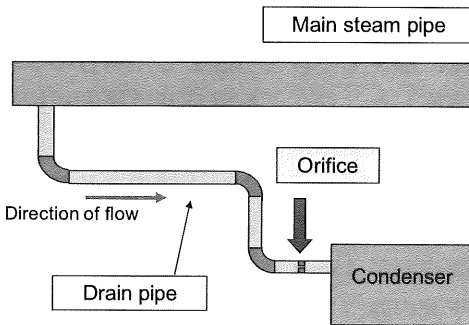 Main steam pipe
Orifice
Direction of flow
Drain pipe
Condenser